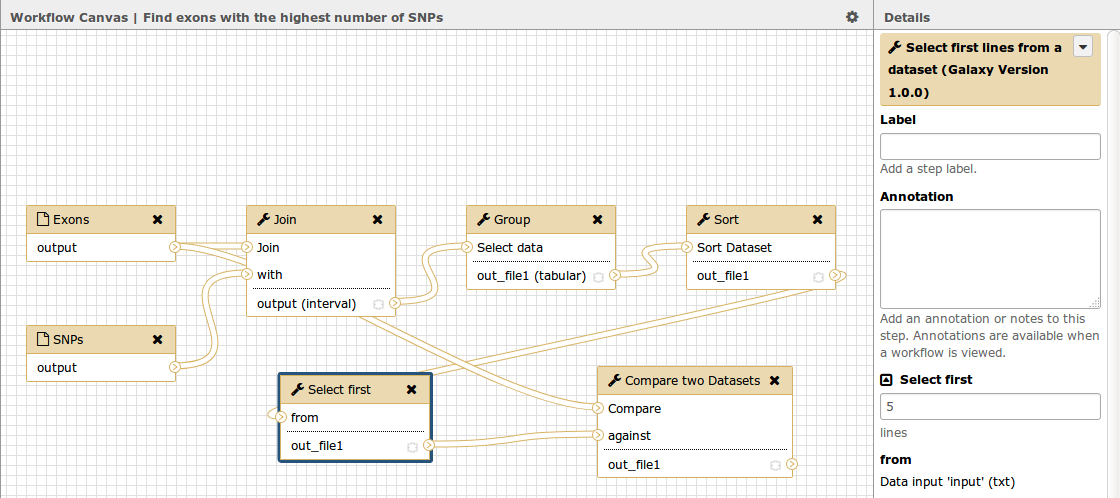 Workflow Canvas | Find exons with the highest number of SNPs
Exons
output
SNPs
output
Join
Join
with
output (interval)
Group
Select data
out_file1 (tabular)
Sort
Sort Dataset
out_file1
Select first
from
out_file1
Compare two Datasets
Compare
against
out_file1
Details
Select first lines from a
dataset (Galaxy Version
1.0.0)
Label
Add a step label.
Annotation
Add an annotation or notes to this
step. Annotations are available when
a workflow is viewed.
Select first
5
lines
from
Data input 'input' (txt)